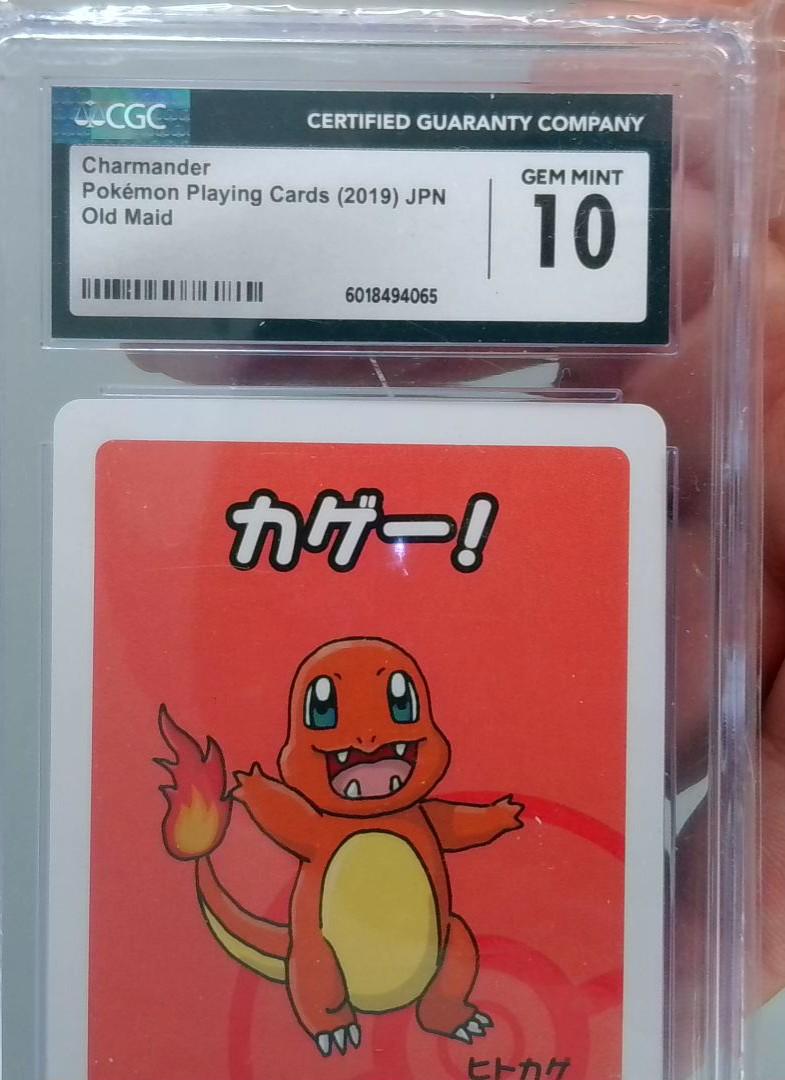 CGC
CERTIFIED GUARANTY COMPANY
Charmander
Pokémon Playing Cards (2019) JPN
Old Maid
GEM MINT
10
6018494065
カゲー!
ヒトカゲ